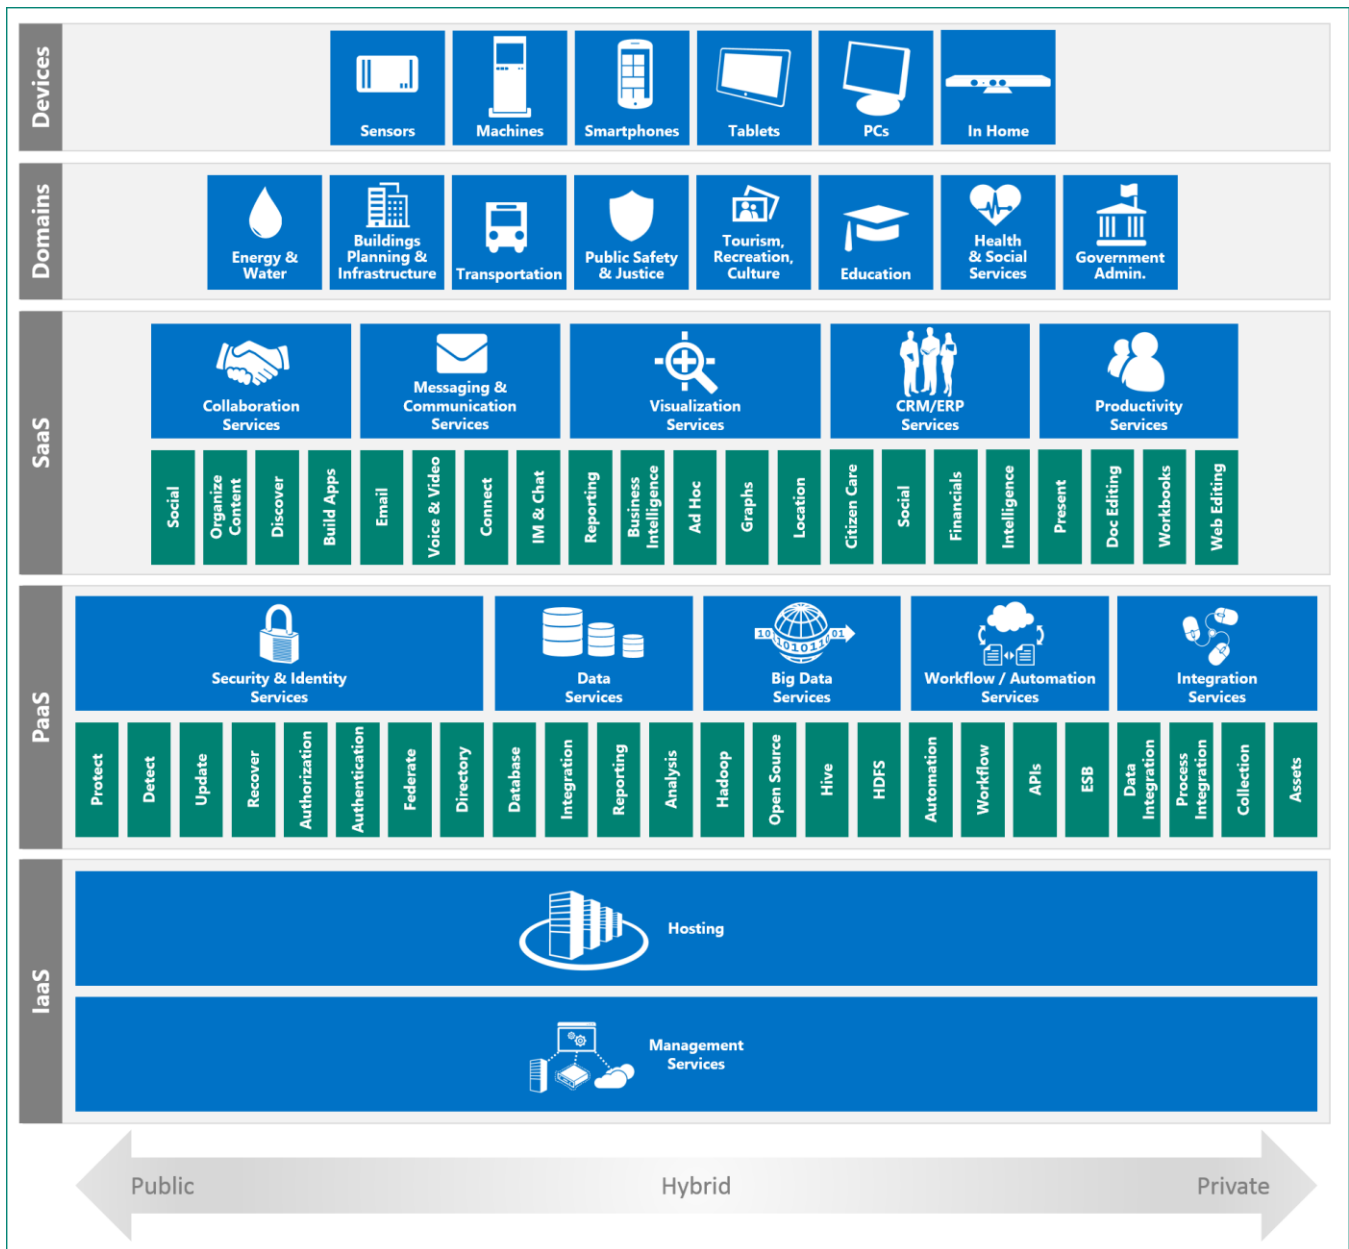 Devices
Sensors
Machines
Smartphones
Tablets
PCs
In Home
Domains
Energy &
Water
Buildings
Planning &
Infrastructure
Transportation
Public Safety
& Justice
Tourism,
Recreation,
Culture
Education
Health
& Social
Services
Government
Admin.
SaaS
Collaboration
Services
Messaging &
Communication
Services
Visualization
Services
CRM/ERP
Services
Productivity
Services
Social
Organize
Content
Discover
Build Apps
Email
Voice & Video
Connect
IM & Chat
Reporting
Business
Intelligence
Ad Hoc
Graphs
Location
Citizen Care
Social
Financials
Intelligence
Present
Doc Editing
Workbooks
Web Editing
PaaS
Security & Identity
Services
Data
Services
10 1010110 01
Big Data
Services
Workflow / Automation
Services
Integration
Services
Protect
Detect
Update
Recover
Authorization
Authentication
Federate
Directory
Database
Integration
Reporting
Analysis
Hadoop
Open Source
Hive
HDFS
Automation
Workflow
APIs
ESB
Data
Integration
Process
Integration
Collection
Assets
IaaS
Hosting
Management
Services
Public
Hybrid
Private